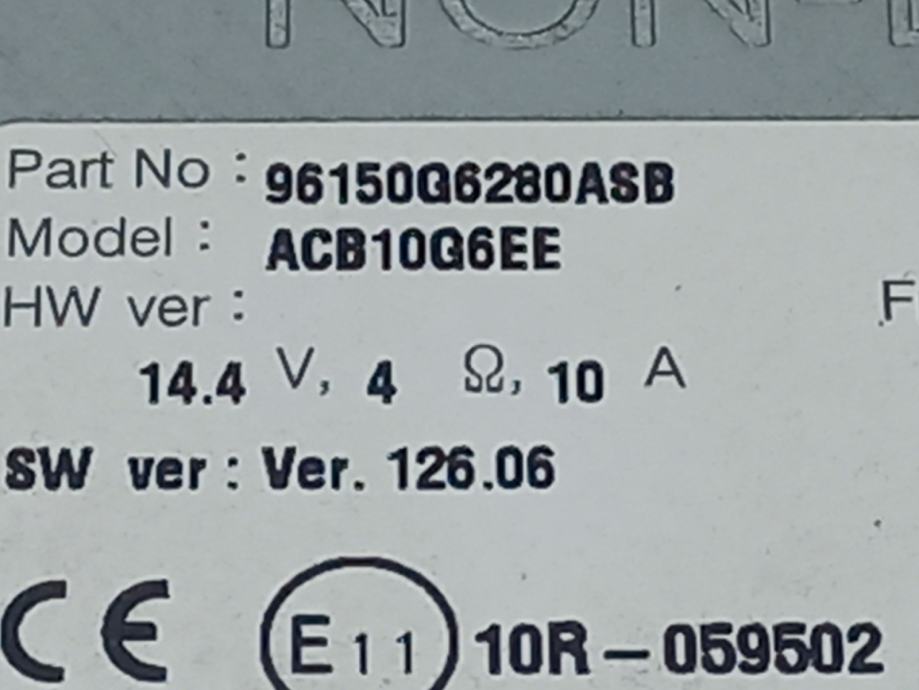 Part No : 96150G6280ASB
Model : ACB10G6EE
HW ver :
14.4 V, 4 Ω, 10 A
SW ver : Ver. 126.06
CE E11 10R-059502